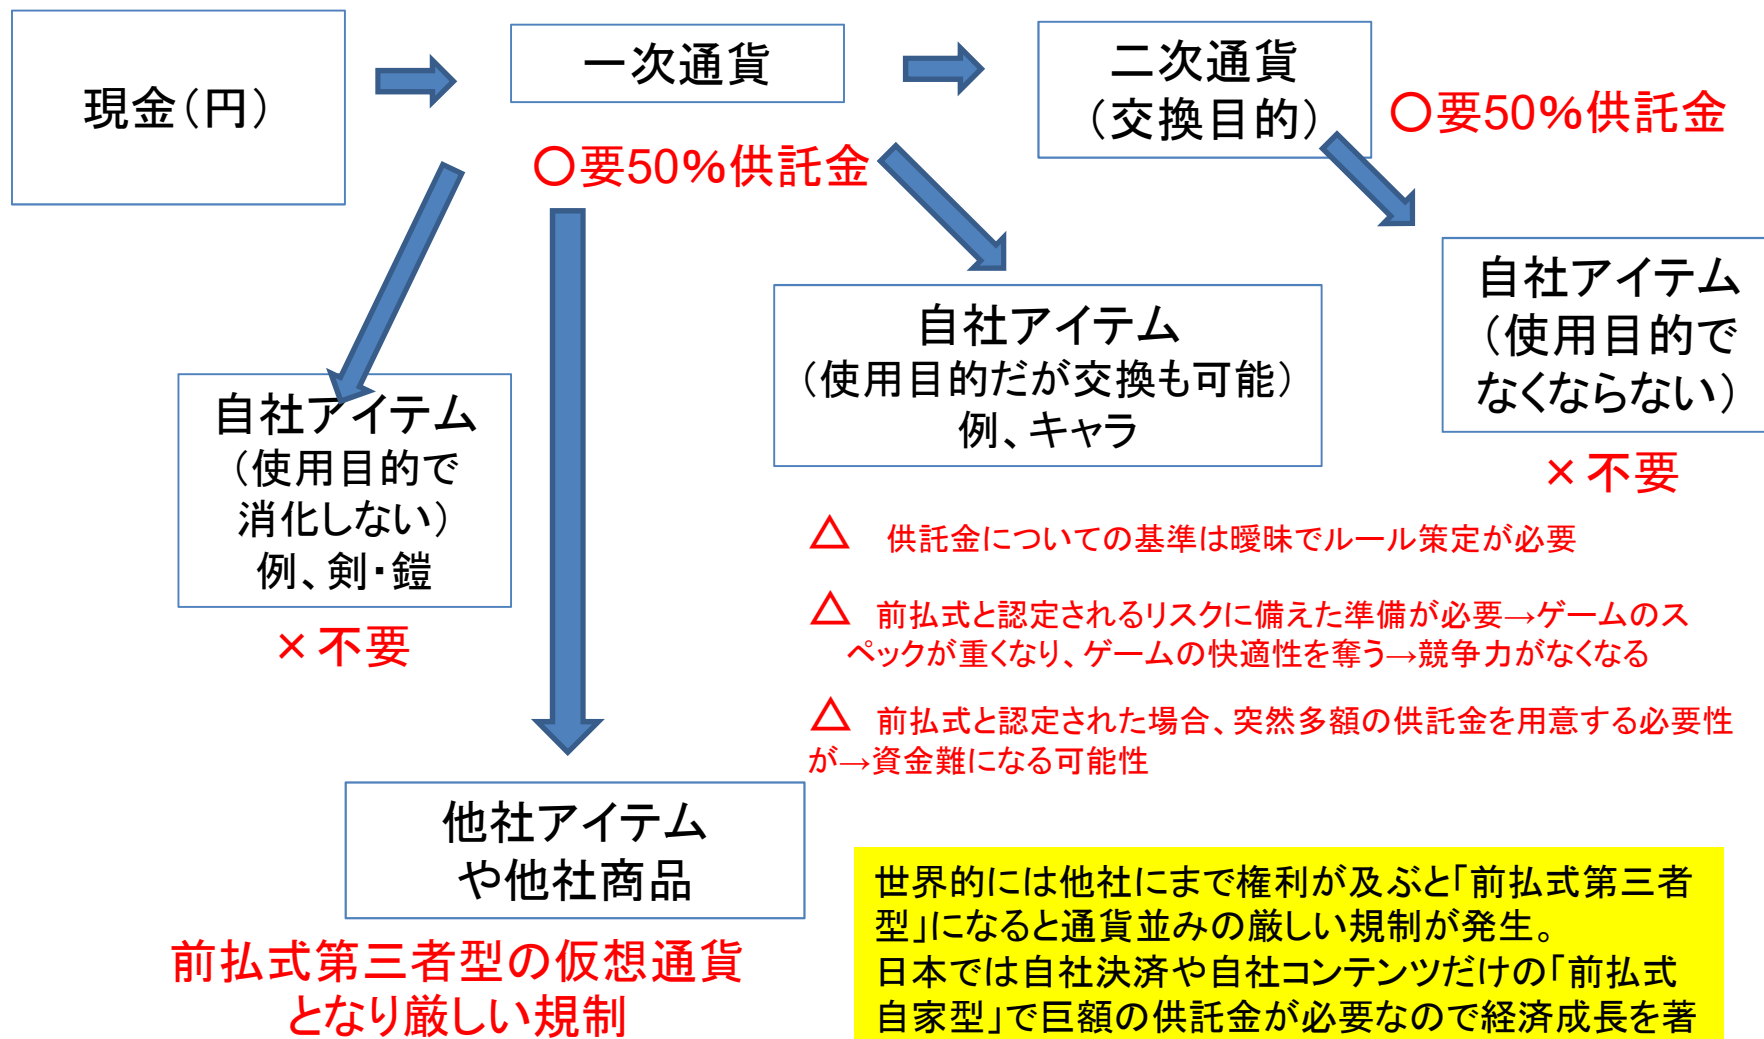 現金（円）
一次通貨
〇要50%供託金
二次通貨
（交換目的）
〇要50%供託金
自社アイテム
（使用目的で
消化しない）
例、剣・鎧
×不要
自社アイテム
（使用目的だが交換も可能）
例、キャラ
自社アイテム
（使用目的で
なくならない）
×不要
△　供託金についての基準は曖昧でルール策定が必要
△　前払式と認定されるリスクに備えた準備が必要→ゲームのス
ペックが重くなり、ゲームの快適性を奪う→競争力がなくなる
△　前払式と認定された場合、突然多額の供託金を用意する必要性
が→資金難になる可能性
他社アイテム
や他社商品
前払式第三者型の仮想通貨
となり厳しい規制
世界的には他社にまで権利が及ぶと「前払式第三者
型」になると通貨並みの厳しい規制が発生。
日本では自社決済や自社コンテンツだけの「前払式
自家型」で巨額の供託金が必要なので経済成長を著